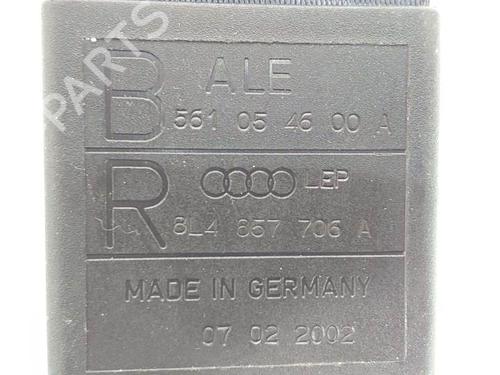 B ALE
561 05 46 00 A
R LEP
8L4 857 706 A
MADE IN GERMANY
07 02 2002
PARTS